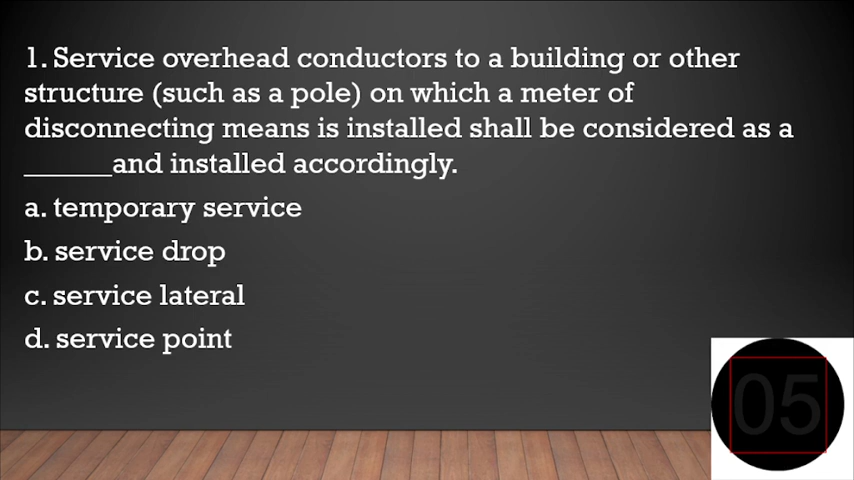 1. Service overhead conductors to a building or other
structure (such as a pole) on which a meter of
disconnecting means is installed shall be considered as a
______and installed accordingly.
a. temporary service
b. service drop
c. service lateral
d. service point
05